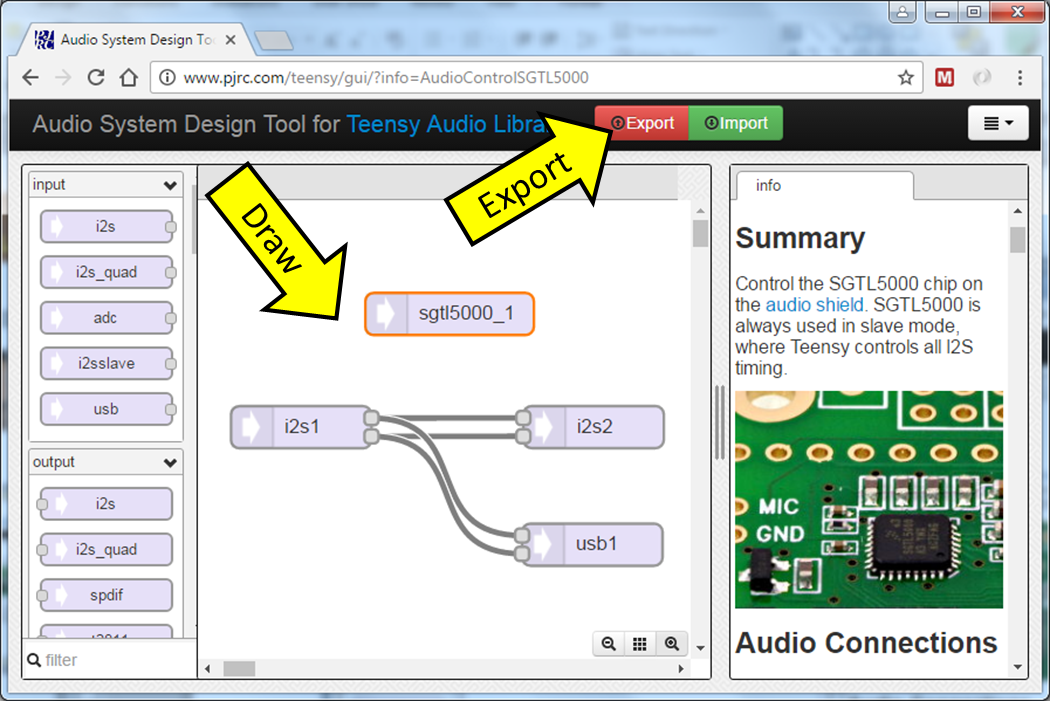 Audio System Design To
www.pjrc.com/teensy/gui/?info=AudioControlSGTL5000
M
Audio System Design Tool for Teensy Audio Libra
Export
Import
Draw
Export
input
i2s
i2s_quad
adc
i2sslave
usb
output
i2s
i2s_quad
spdif
filter
sgtl5000_1
i2s1
i2s2
usb1
info
Summary
Control the SGTL5000 chip on
the audio shield. SGTL5000 is
always used in slave mode,
where Teensy controls all I2S
timing.
MIC
GND
SGTL5000
Audio Connections